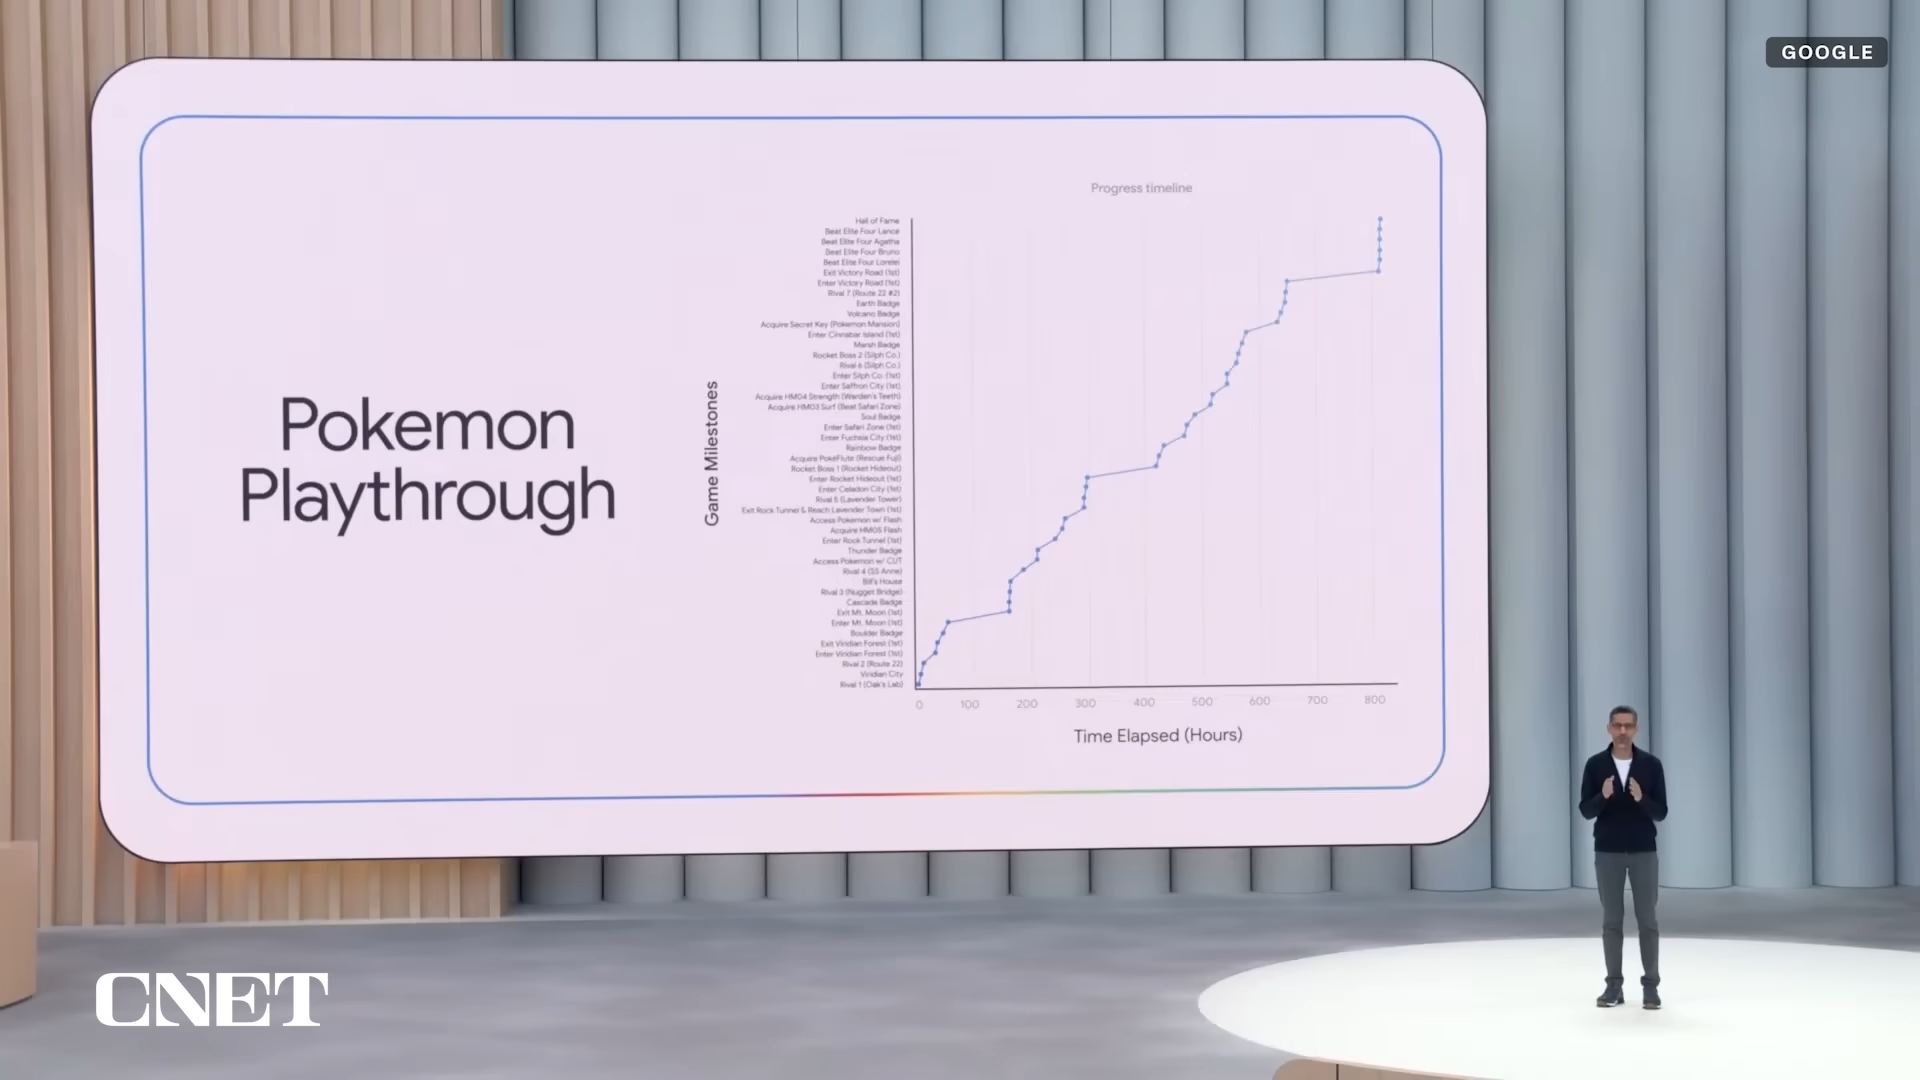 GOOGLE
Pokemon
Playthrough
Progress timeline
Game Milestones
Hall of Fame
Beat Elite Four Lance
Beat Elite Four Agatha
Beat Elite Four Bruno
Beat Elite Four Lorelei
Exit Victory Road (1st)
Enter Victory Road (1st)
Rival 7 (Route 22 #2)
Earth Badge
Volcano Badge
Acquire Secret Key (Pokemon Mansion)
Enter Cinnabar Island (1st)
Marsh Badge
Rocket Boss 2 (Silph Co.)
Rival 6 (Silph Co.)
Enter Silph Co. (1st)
Enter Saffron City (1st)
Acquire HM04 Strength (Warden's Teeth)
Acquire HM03 Surf (Beat Safari Zone)
Soul Badge
Enter Safari Zone (1st)
Enter Fuchsia City (1st)
Rainbow Badge
Acquire PokéFlute (Rescue Fuji)
Rocket Boss 1 (Rocket Hideout)
Enter Rocket Hideout (1st)
Enter Celadon City (1st)
Rival 5 (Lavender Tower)
Exit Rock Tunnel & Reach Lavender Town (1st)
Access Pokemon w/ Flash
Acquire HM05 Flash
Enter Rock Tunnel (1st)
Thunder Badge
Access Pokemon w/ CUT
Rival 4 (SS Anne)
Bill's House
Rival 3 (Nugget Bridge)
Cascade Badge
Exit Mt. Moon (1st)
Enter Mt. Moon (1st)
Boulder Badge
Exit Viridian Forest (1st)
Enter Viridian Forest (1st)
Rival 2 (Route 22)
Viridian City
Rival 1 (Oak's Lab)
0 100 200 300 400 500 600 700 800
Time Elapsed (Hours)
CNET